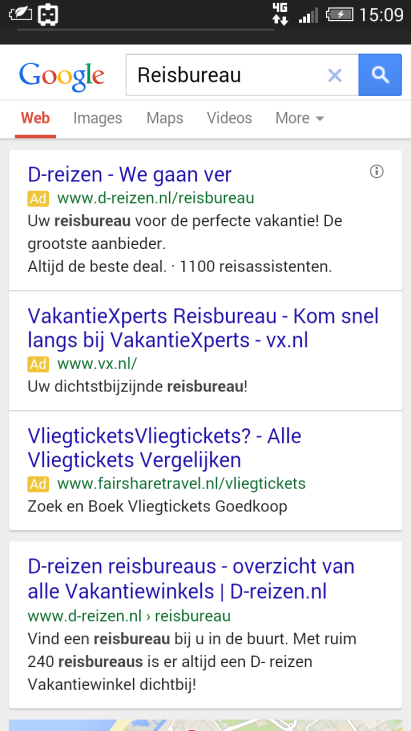 4G 15:09
Google Reisbureau
Web Images Maps Videos More
D-reizen - We gaan ver
Ad www.d-reizen.nl/reisbureau
Uw reisbureau voor de perfecte vakantie! De
grootste aanbieder.
Altijd de beste deal. · 1100 reisassistenten.
VakantieXperts Reisbureau - Kom snel
langs bij VakantieXperts - vx.nl
Ad www.vx.nl/
Uw dichtstbijzijnde reisbureau!
VliegticketsVliegtickets? - Alle
Vliegtickets Vergelijken
Ad www.fairsharetravel.nl/vliegtickets
Zoek en Boek Vliegtickets Goedkoop
D-reizen reisbureaus - overzicht van
alle Vakantiewinkels | D-reizen.nl
www.d-reizen.nl › reisbureau
Vind een reisbureau bij u in de buurt. Met ruim
240 reisbureaus is er altijd een D- reizen
Vakantiewinkel dichtbij!